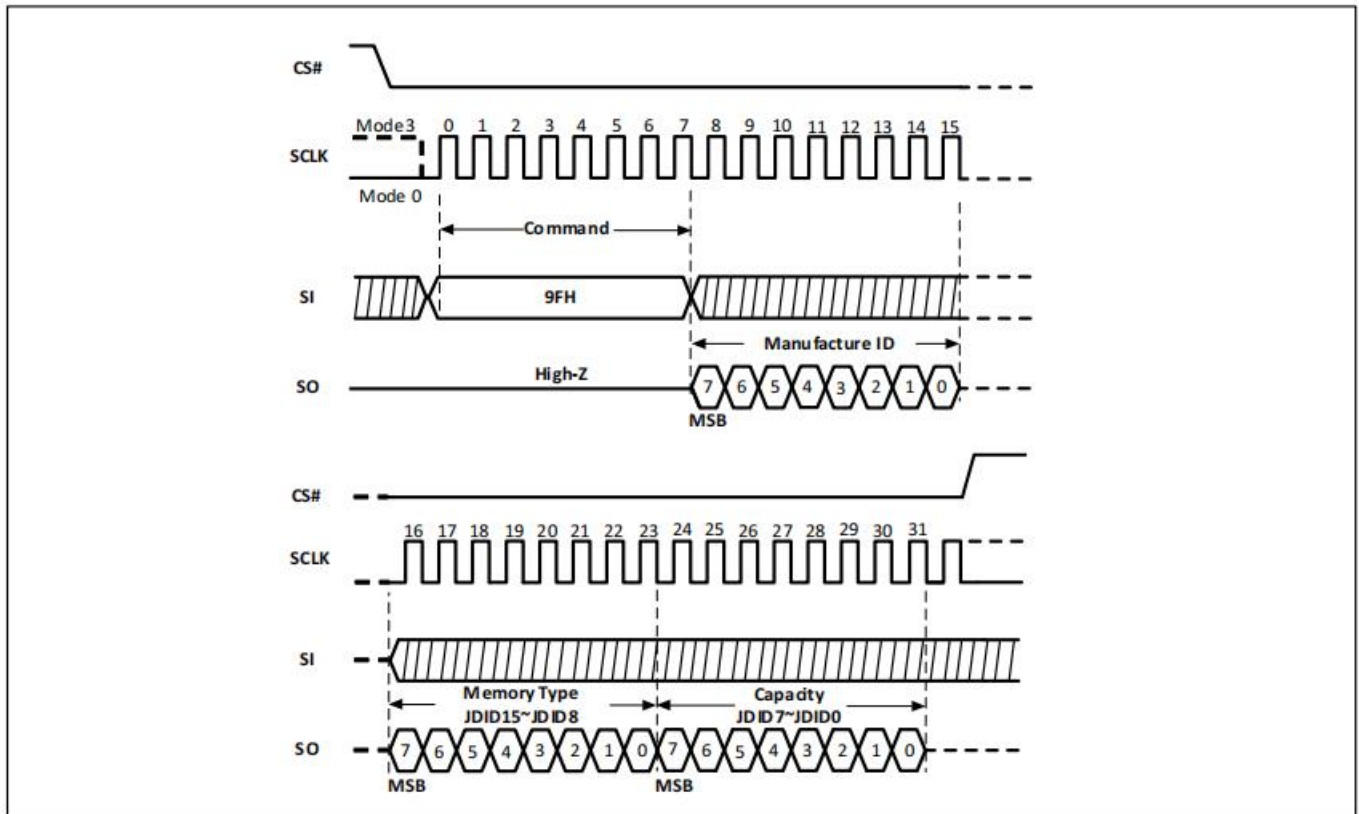 CS#
Mode3 0 1 2 3 4 5 6 7 8 9 10 11 12 13 14 15
SCLK
Mode 0
Command
SI 9FH
Manufacture ID
High-Z
SO 7 6 5 4 3 2 1 0
MSB
CS#
16 17 18 19 20 21 22 23 24 25 26 27 28 29 30 31
SCLK
SI
Memory Type Capacity
JDID15~JDID8 JDID7~JDID0
SO 7 6 5 4 3 2 1 0 7 6 5 4 3 2 1 0
MSB MSB